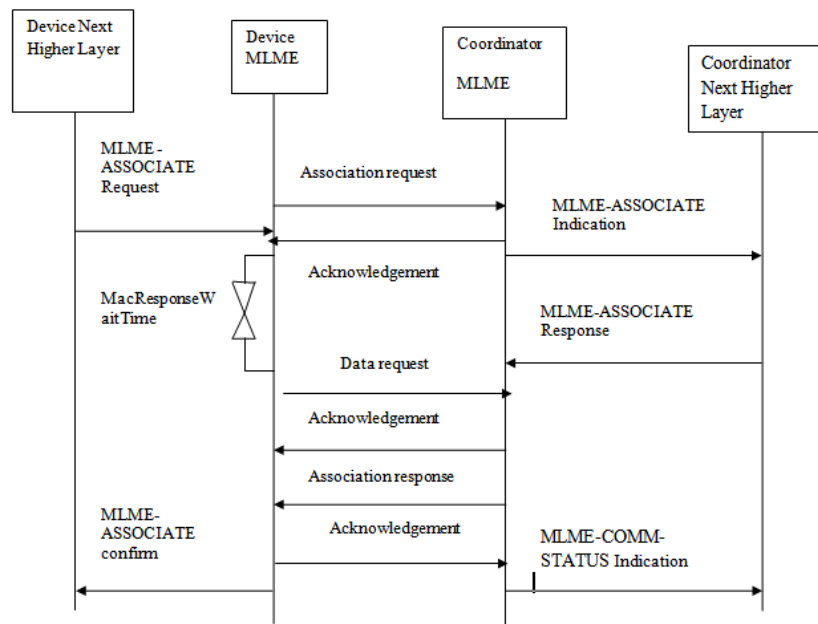 Device Next
Higher Layer
Device
MLME
Coordinator
MLME
Coordinator
Next Higher
Layer
MLME -
ASSOCIATE
Request
Association request
MLME-ASSOCIATE
Indication
Acknowledgement
MacResponseW
aitTime
MLME-ASSOCIATE
Response
Data request
Acknowledgement
Association response
MLME-
ASSOCIATE
confirm
Acknowledgement
MLME-COMM-
STATUS Indication